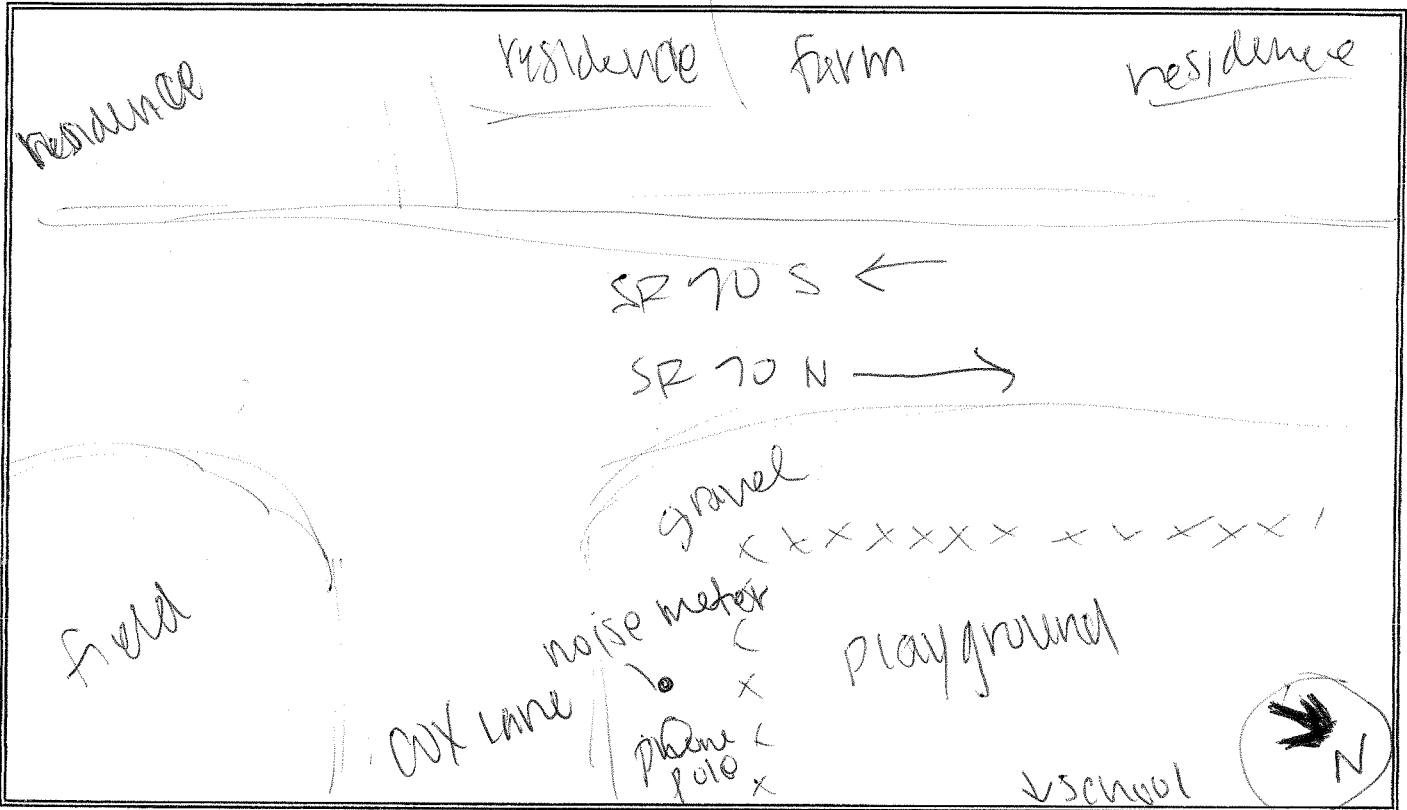 residence
residence
farm
residence
SR 70 S ←
SR 70 N →
gravel
noise meter
field
playground
COX Lane
phone
pole
↓ school
N